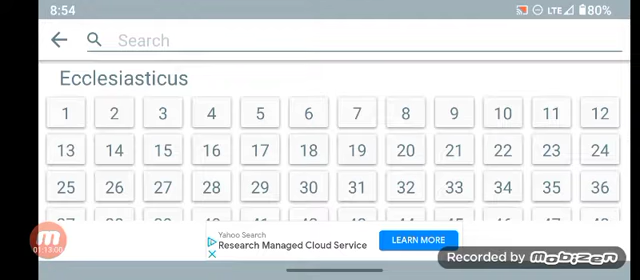 8:54 LTE 80%
Search
Ecclesiasticus
1 2 3 4 5 6 7 8 9 10 11 12
13 14 15 16 17 18 19 20 21 22 23 24
25 26 27 28 29 30 31 32 33 34 35 36
Yahoo Search
Research Managed Cloud Service
LEARN MORE
Recorded by mobizen